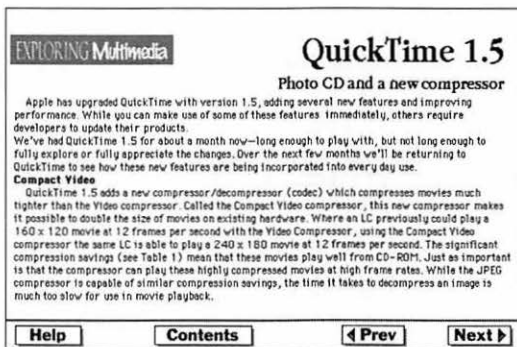 EXPLORING Multimedia
QuickTime 1.5
Photo CD and a new compressor
Apple has upgraded QuickTime with version 1.5, adding several new features and improving
performance. While you can make use of some of these features immediately, others require
developers to update their products.
We've had QuickTime 1.5 for about a month now—long enough to play with, but not long enough to
fully explore or fully appreciate the changes. Over the next few months we'll be returning to
QuickTime to see how these new features are being incorporated into every day use.
Compact Video
QuickTime 1.5 adds a new compressor/decompressor (codec) which compresses movies much
tighter than the Video compressor. Called the Compact Video compressor, this new compressor makes
it possible to double the size of movies on existing hardware. Where an LC previously could play a
160 x 120 movie at 12 frames per second with the Video Compressor, using the Compact Video
compressor the same LC is able to play a 240 x 180 movie at 12 frames per second. The significant
compression savings (see Table 1) mean that these movies play well from CD-ROM. Just as important
is that the compressor can play these highly compressed movies at high frame rates. While the JPEG
compressor is capable of similar compression savings, the time it takes to decompress an image is
much too slow for use in movie playback.
Help Contents Prev Next